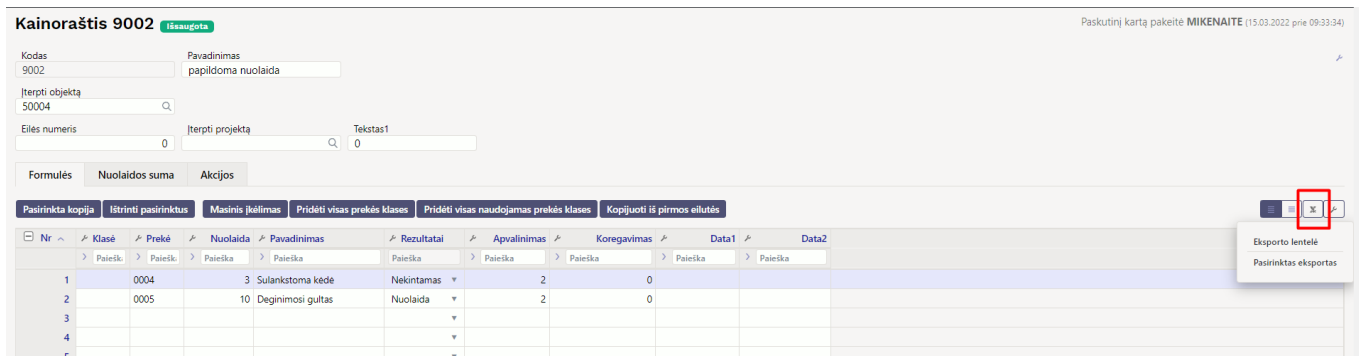 Kainoraštis 9002 Išsaugota
Paskutinį kartą pakeitė MIKENAITE (15.03.2022 prie 09:33:34)
Kodas Pavadinimas
9002 papildoma nuolaida
Įterpti objektą
50004
Eilės numeris Įterpti projektą Tekstas1
0 0
Formulės Nuolaidos suma Akcijos
Pasirinkta kopija Ištrinti pasirinktus Masinis įkėlimas Pridėti visas prekės klases Pridėti visas naudojamas prekės klases Kopijuoti iš pirmos eilutės
Nr Klasė Prekė Nuolaida Pavadinimas Rezultatai Apvalinimas Koregavimas Data1 Data2
Paiešk Paiešk Paieška Paieška Paieška Paieška Paieška Paieška Paieška
1 0004 3 Sulankstoma kėdė Nekintamas 2 0
2 0005 10 Deginimosi gultas Nuolaida 2 0
3
4
5
Eksporto lentelė
Pasirinktas eksportas